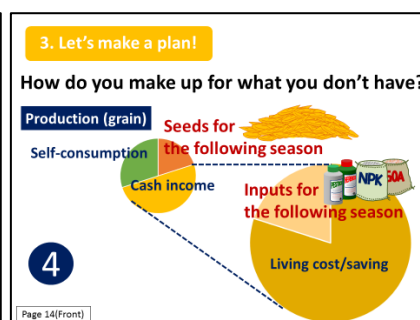 3. Let's make a plan!
How do you make up for what you don't have?
Production (grain)
Seeds for
the following season
Self-consumption
Cash income
Inputs for
the following season
NPK
SOA
Living cost/saving
4
Page 14(Front)